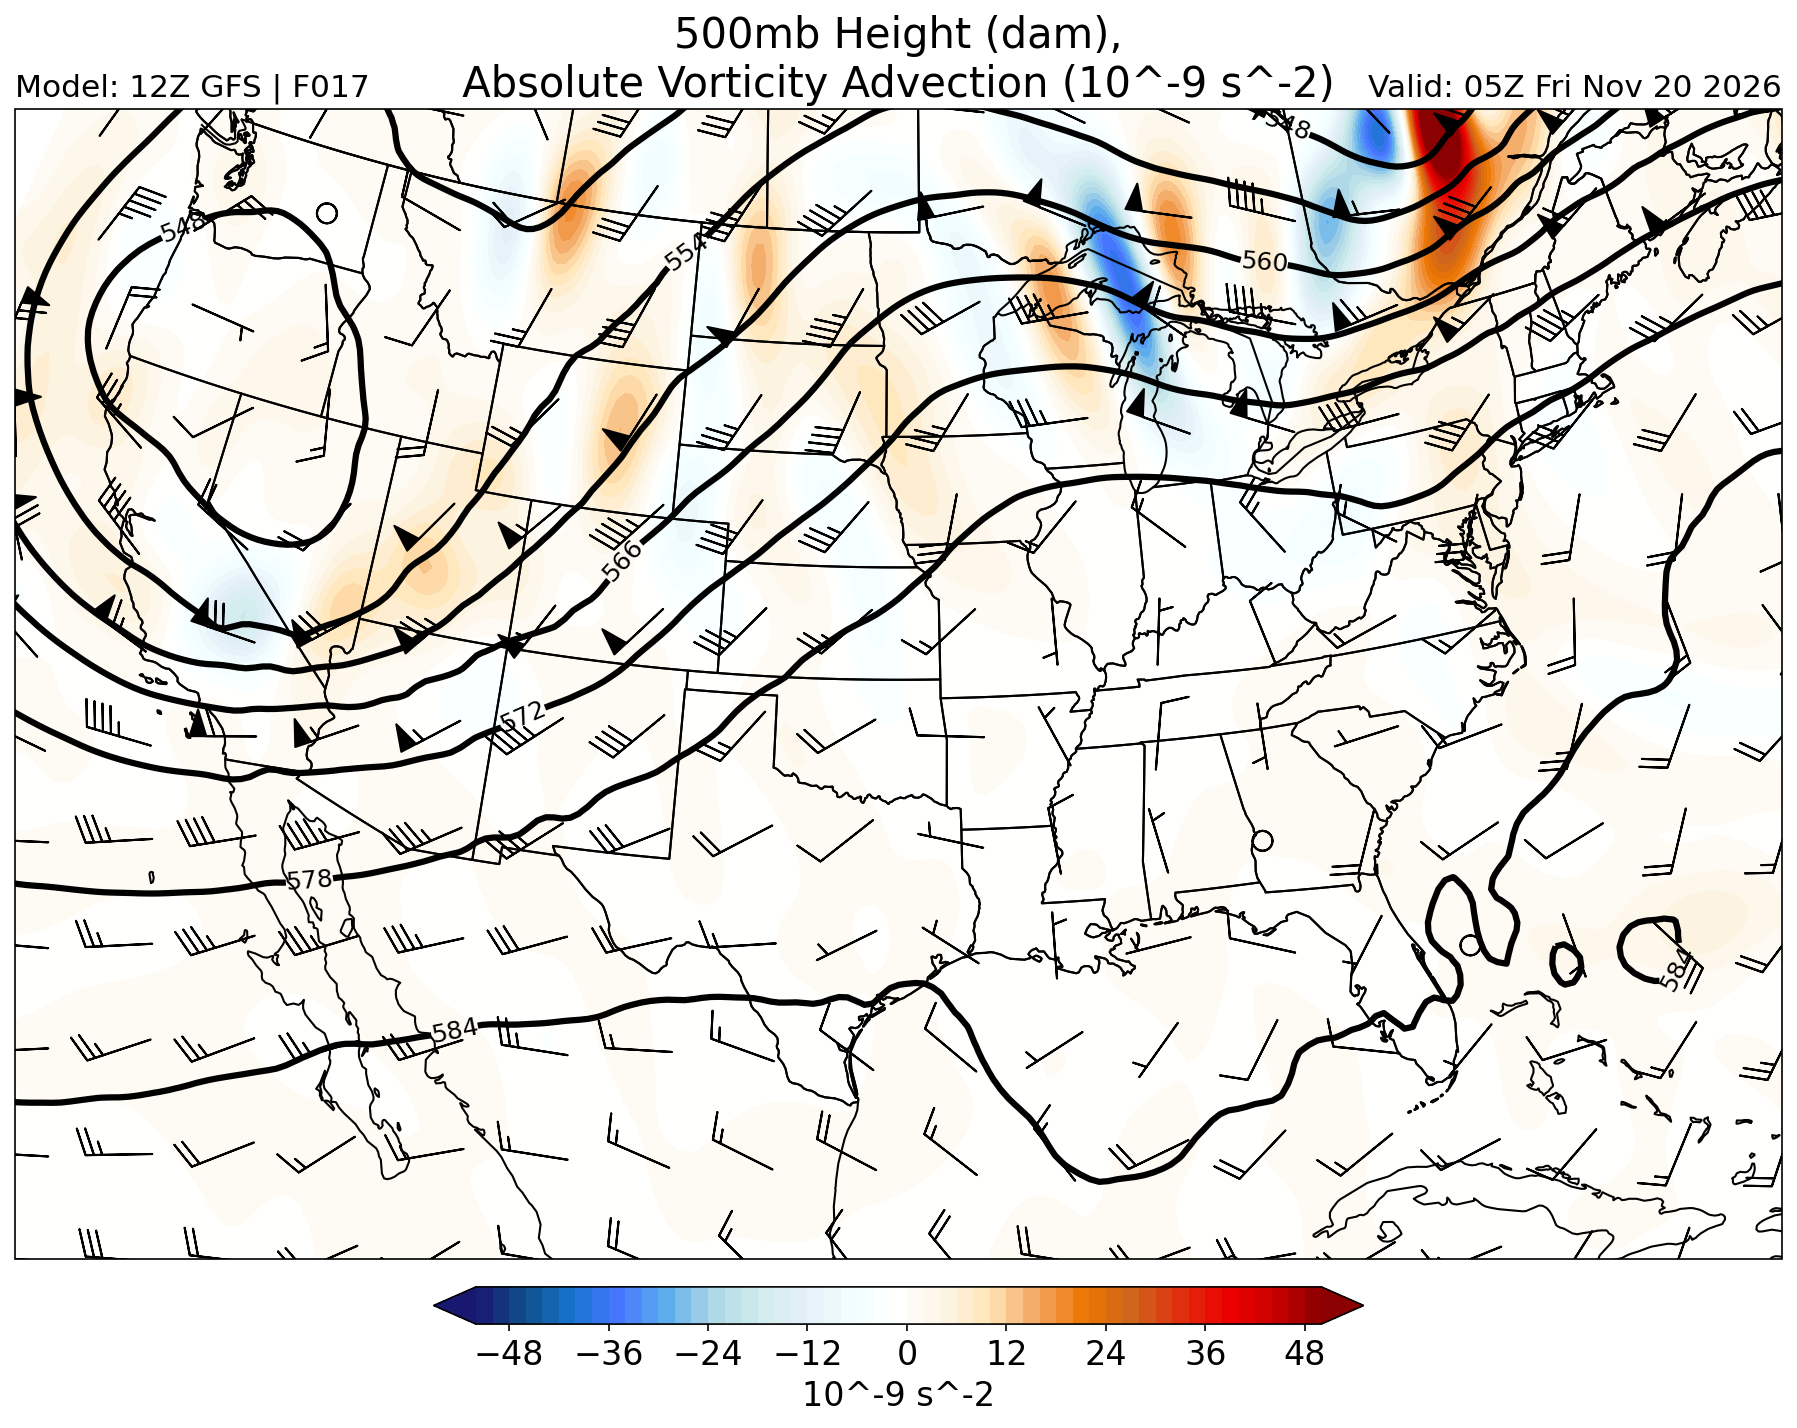 500mb Height (dam),
Model: 12Z GFS | F017
Absolute Vorticity Advection (10^-9 s^-2)
Valid: 05Z Fri Nov 20 2026
548
548
554
560
566
572
578
584
584
−48 −36 −24 −12 0 12 24 36 48
10^-9 s^-2